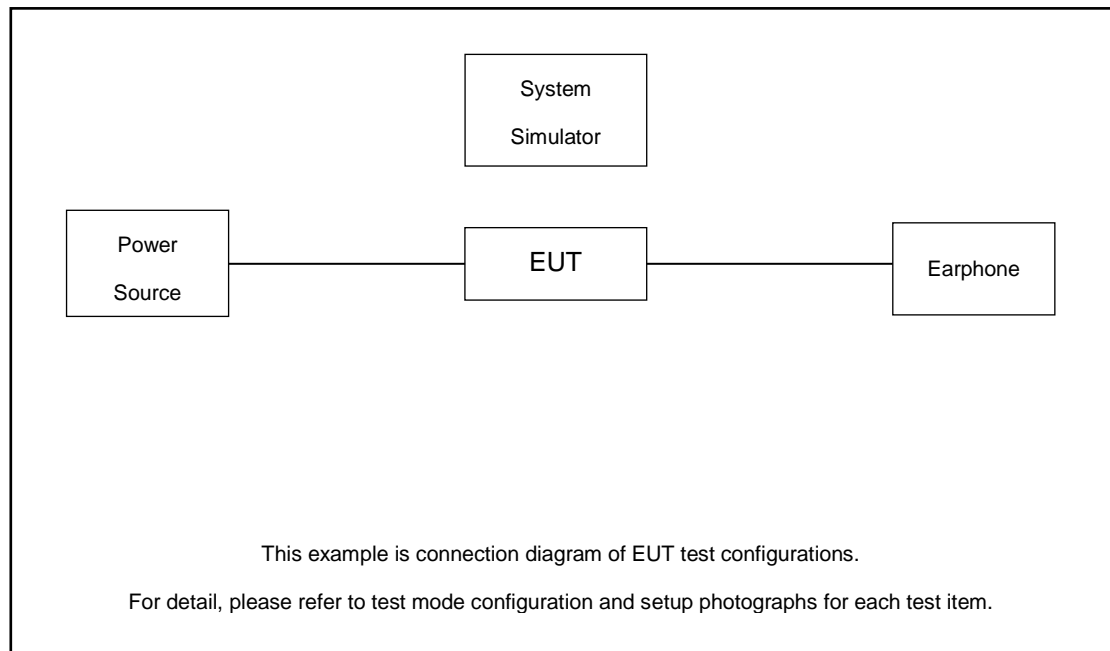 System
Simulator
Power
Source
EUT
Earphone
This example is connection diagram of EUT test configurations.
For detail, please refer to test mode configuration and setup photographs for each test item.